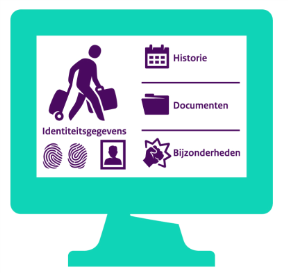 Historie
Documenten
Identiteitsgegevens
Bijzonderheden